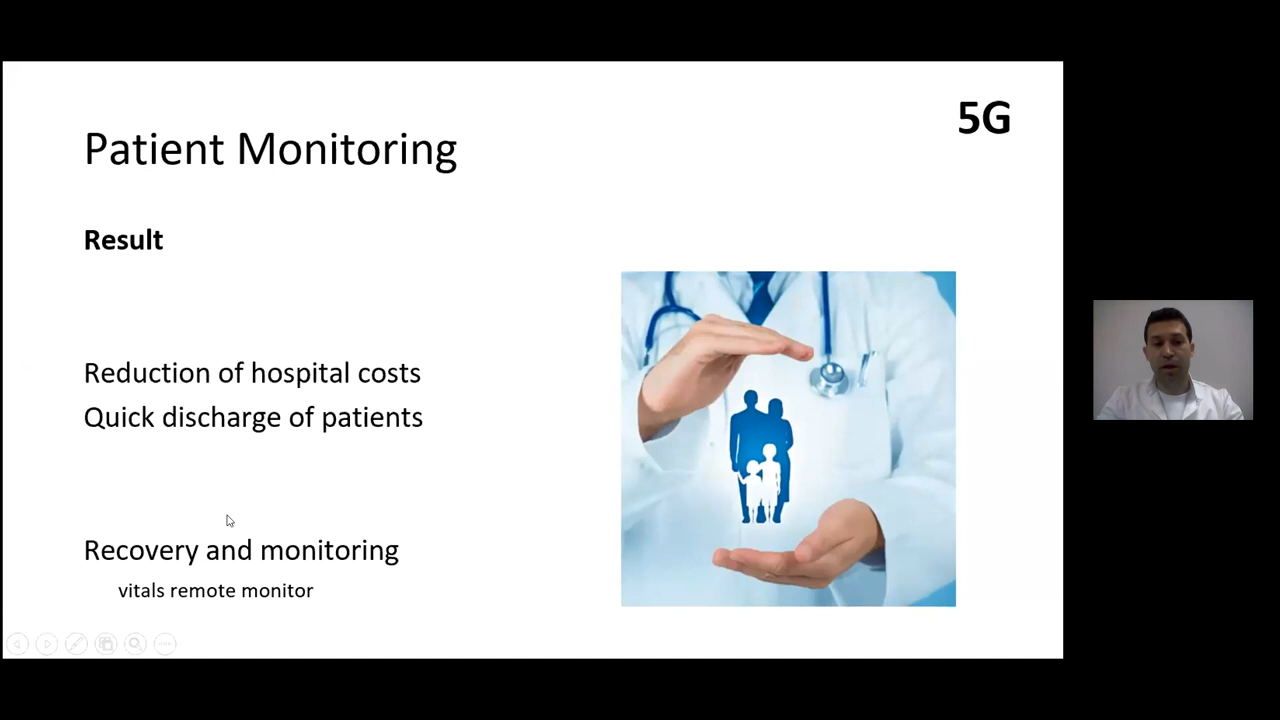 5G
Patient Monitoring
Result
Reduction of hospital costs
Quick discharge of patients
Recovery and monitoring
vitals remote monitor